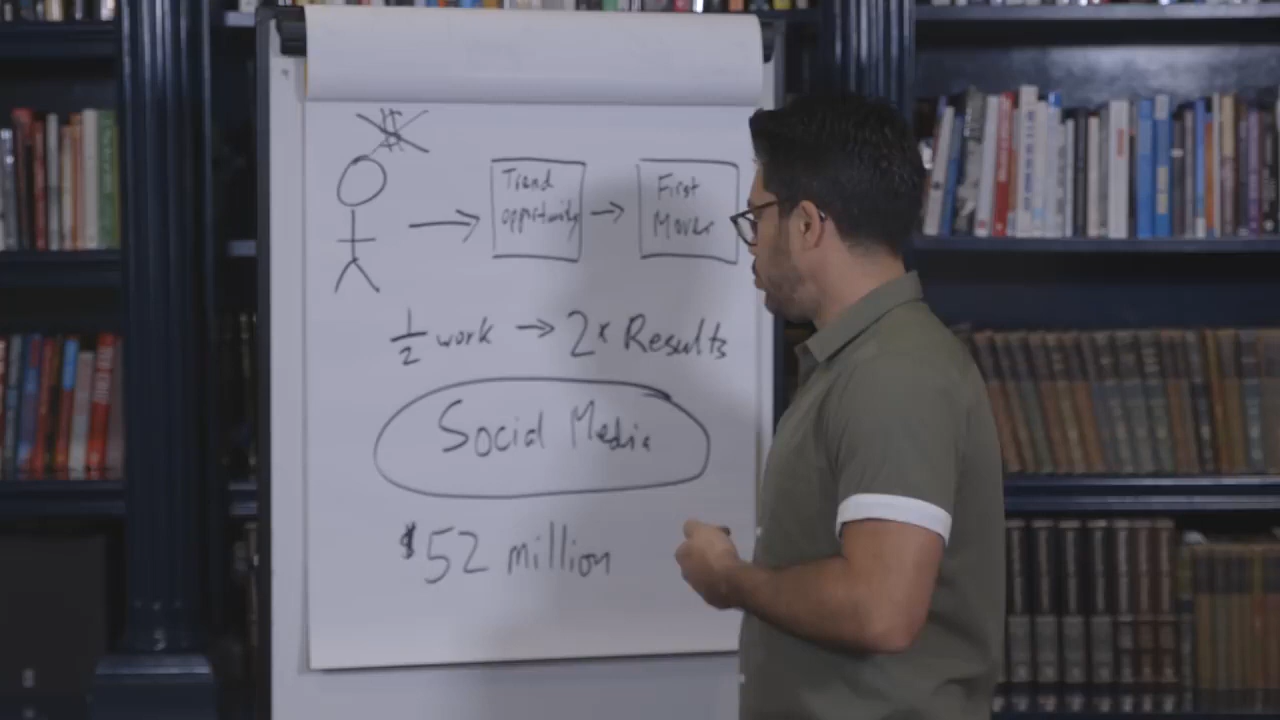 $
Trend
opportunity
First
Mover
1/2 work → 2x Results
Social Media
$52 million